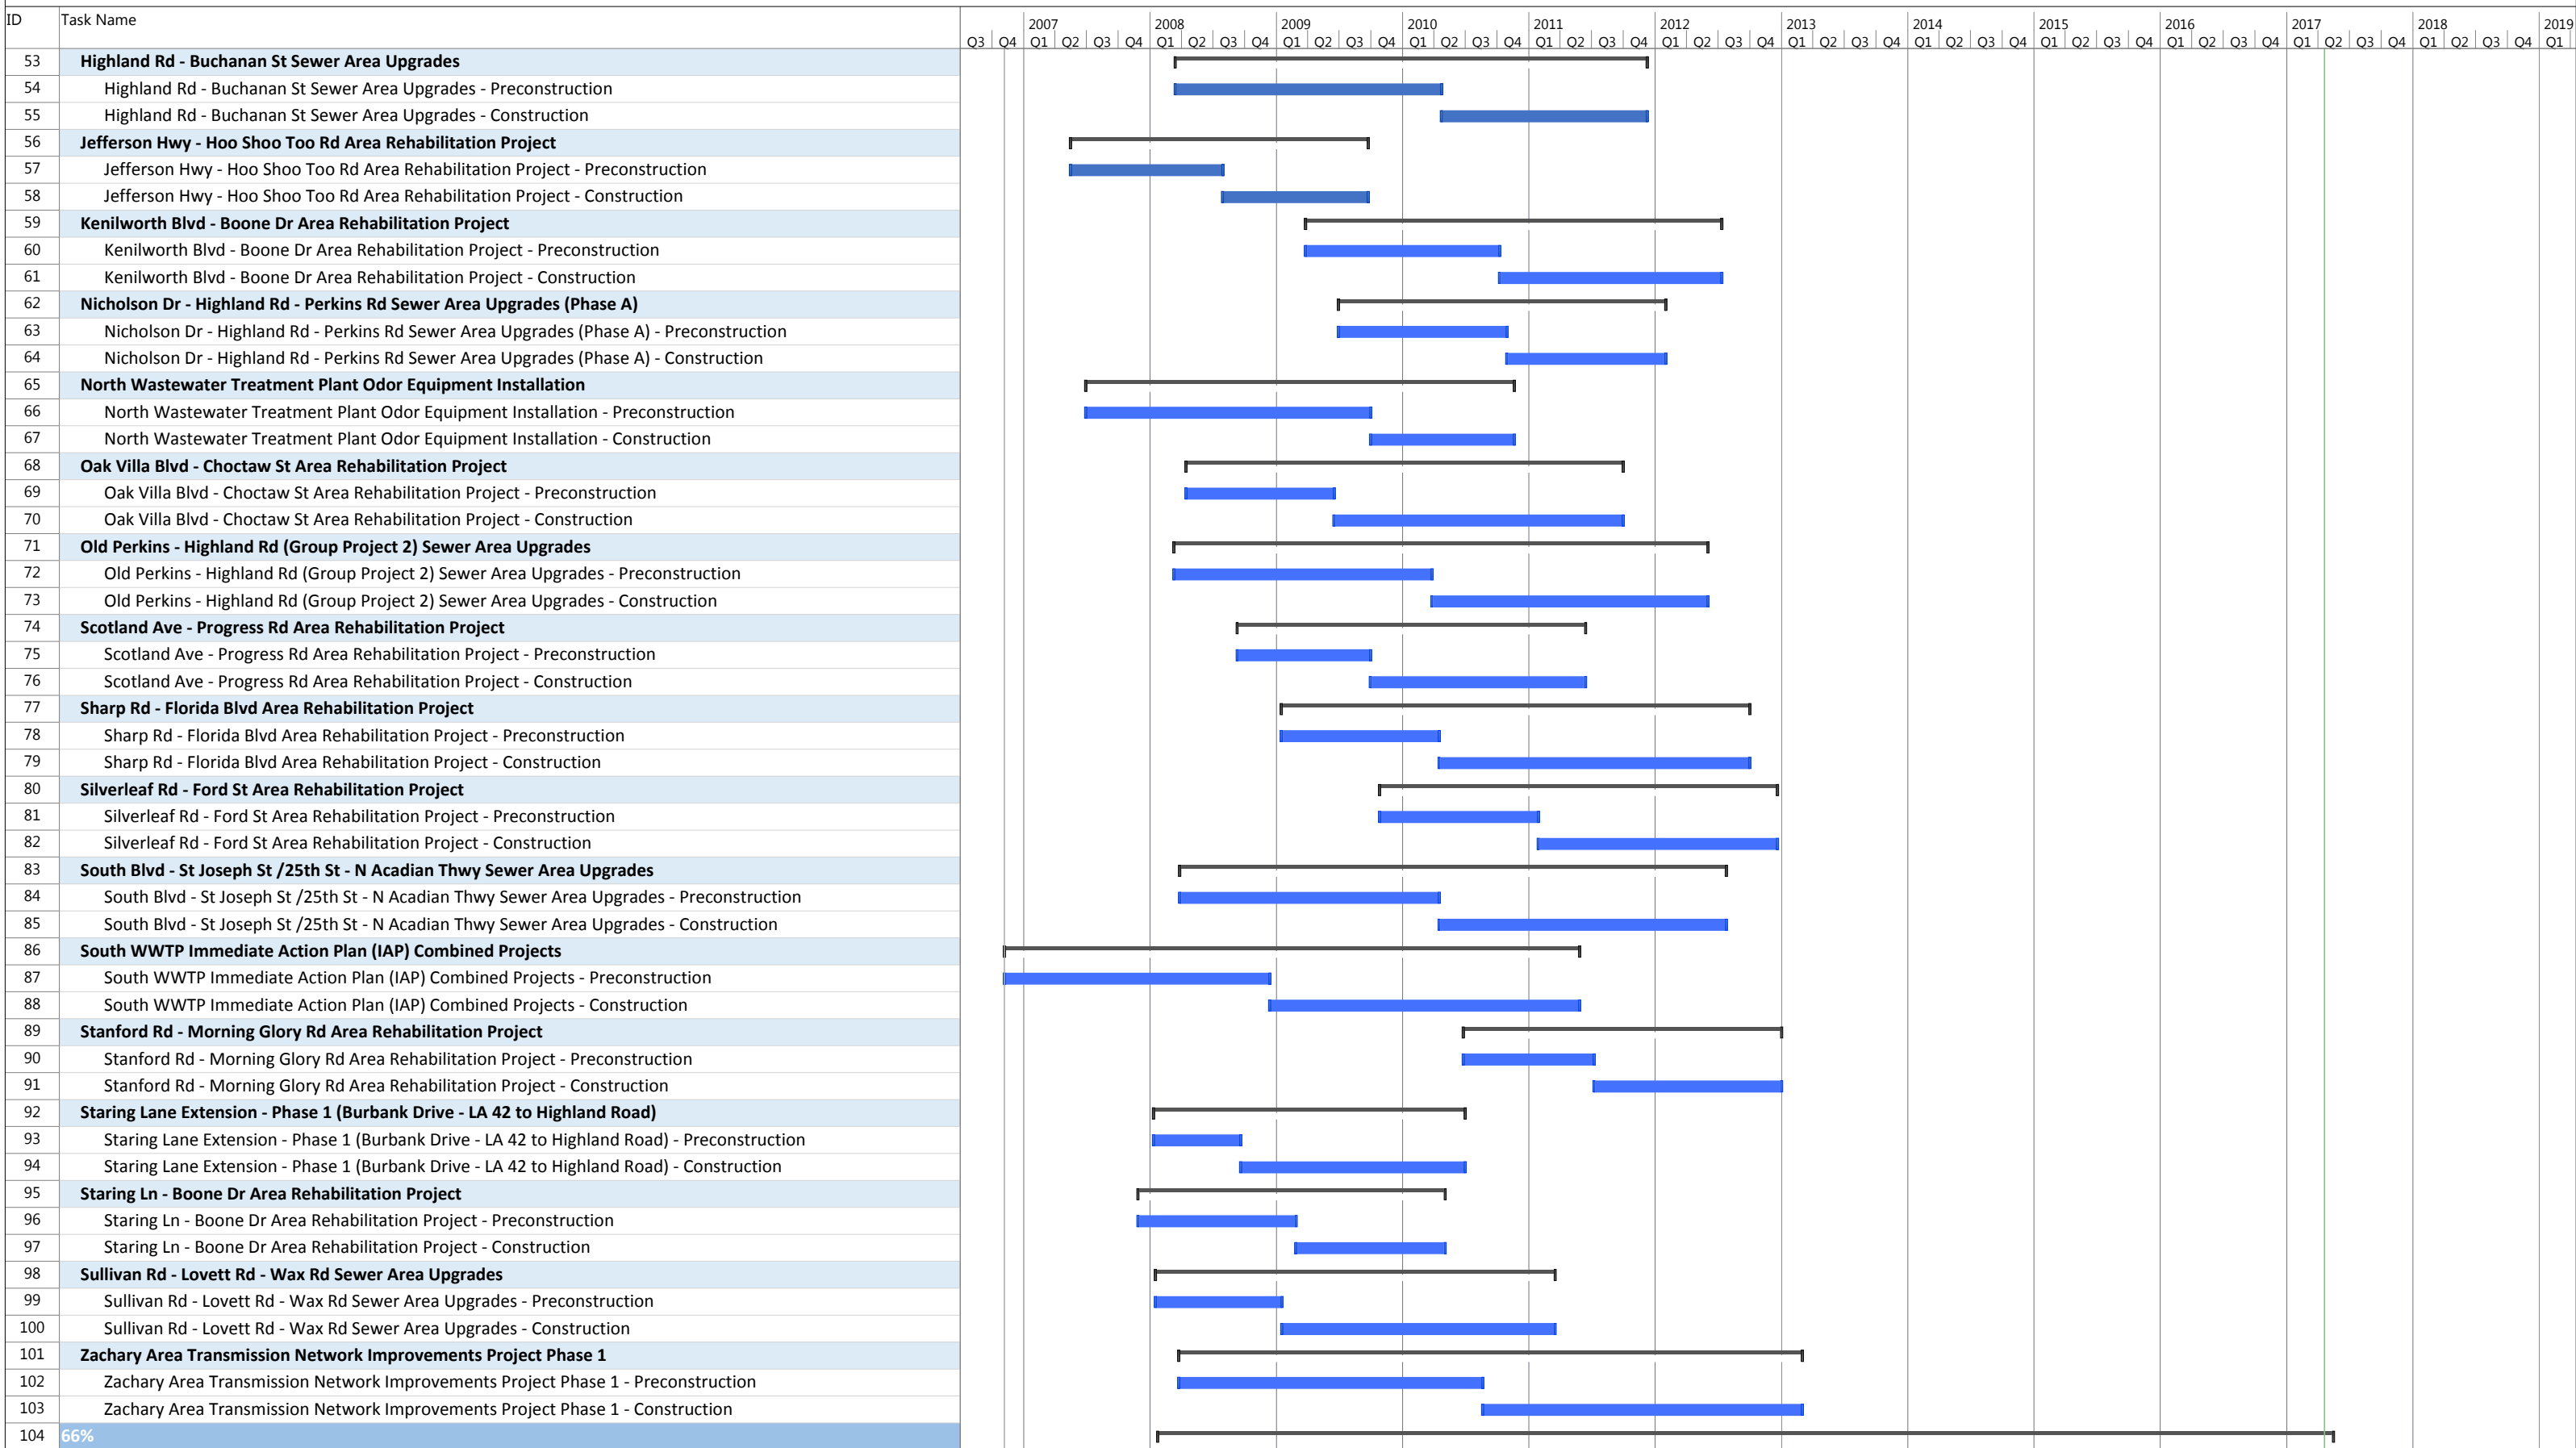 ID Task Name 2007 2008 2009 2010 2011 2012 2013 2014 2015 2016 2017 2018 2019
Q3 Q4 Q1 Q2 Q3 Q4 Q1 Q2 Q3 Q4 Q1 Q2 Q3 Q4 Q1 Q2 Q3 Q4 Q1 Q2 Q3 Q4 Q1 Q2 Q3 Q4 Q1 Q2 Q3 Q4 Q1 Q2 Q3 Q4 Q1 Q2 Q3 Q4 Q1 Q2 Q3 Q4 Q1 Q2 Q3 Q4 Q1 Q2 Q3 Q4 Q1
53 Highland Rd - Buchanan St Sewer Area Upgrades
54 Highland Rd - Buchanan St Sewer Area Upgrades - Preconstruction
55 Highland Rd - Buchanan St Sewer Area Upgrades - Construction
56 Jefferson Hwy - Hoo Shoo Too Rd Area Rehabilitation Project
57 Jefferson Hwy - Hoo Shoo Too Rd Area Rehabilitation Project - Preconstruction
58 Jefferson Hwy - Hoo Shoo Too Rd Area Rehabilitation Project - Construction
59 Kenilworth Blvd - Boone Dr Area Rehabilitation Project
60 Kenilworth Blvd - Boone Dr Area Rehabilitation Project - Preconstruction
61 Kenilworth Blvd - Boone Dr Area Rehabilitation Project - Construction
62 Nicholson Dr - Highland Rd - Perkins Rd Sewer Area Upgrades (Phase A)
63 Nicholson Dr - Highland Rd - Perkins Rd Sewer Area Upgrades (Phase A) - Preconstruction
64 Nicholson Dr - Highland Rd - Perkins Rd Sewer Area Upgrades (Phase A) - Construction
65 North Wastewater Treatment Plant Odor Equipment Installation
66 North Wastewater Treatment Plant Odor Equipment Installation - Preconstruction
67 North Wastewater Treatment Plant Odor Equipment Installation - Construction
68 Oak Villa Blvd - Choctaw St Area Rehabilitation Project
69 Oak Villa Blvd - Choctaw St Area Rehabilitation Project - Preconstruction
70 Oak Villa Blvd - Choctaw St Area Rehabilitation Project - Construction
71 Old Perkins - Highland Rd (Group Project 2) Sewer Area Upgrades
72 Old Perkins - Highland Rd (Group Project 2) Sewer Area Upgrades - Preconstruction
73 Old Perkins - Highland Rd (Group Project 2) Sewer Area Upgrades - Construction
74 Scotland Ave - Progress Rd Area Rehabilitation Project
75 Scotland Ave - Progress Rd Area Rehabilitation Project - Preconstruction
76 Scotland Ave - Progress Rd Area Rehabilitation Project - Construction
77 Sharp Rd - Florida Blvd Area Rehabilitation Project
78 Sharp Rd - Florida Blvd Area Rehabilitation Project - Preconstruction
79 Sharp Rd - Florida Blvd Area Rehabilitation Project - Construction
80 Silverleaf Rd - Ford St Area Rehabilitation Project
81 Silverleaf Rd - Ford St Area Rehabilitation Project - Preconstruction
82 Silverleaf Rd - Ford St Area Rehabilitation Project - Construction
83 South Blvd - St Joseph St /25th St - N Acadian Thwy Sewer Area Upgrades
84 South Blvd - St Joseph St /25th St - N Acadian Thwy Sewer Area Upgrades - Preconstruction
85 South Blvd - St Joseph St /25th St - N Acadian Thwy Sewer Area Upgrades - Construction
86 South WWTP Immediate Action Plan (IAP) Combined Projects
87 South WWTP Immediate Action Plan (IAP) Combined Projects - Preconstruction
88 South WWTP Immediate Action Plan (IAP) Combined Projects - Construction
89 Stanford Rd - Morning Glory Rd Area Rehabilitation Project
90 Stanford Rd - Morning Glory Rd Area Rehabilitation Project - Preconstruction
91 Stanford Rd - Morning Glory Rd Area Rehabilitation Project - Construction
92 Staring Lane Extension - Phase 1 (Burbank Drive - LA 42 to Highland Road)
93 Staring Lane Extension - Phase 1 (Burbank Drive - LA 42 to Highland Road) - Preconstruction
94 Staring Lane Extension - Phase 1 (Burbank Drive - LA 42 to Highland Road) - Construction
95 Staring Ln - Boone Dr Area Rehabilitation Project
96 Staring Ln - Boone Dr Area Rehabilitation Project - Preconstruction
97 Staring Ln - Boone Dr Area Rehabilitation Project - Construction
98 Sullivan Rd - Lovett Rd - Wax Rd Sewer Area Upgrades
99 Sullivan Rd - Lovett Rd - Wax Rd Sewer Area Upgrades - Preconstruction
100 Sullivan Rd - Lovett Rd - Wax Rd Sewer Area Upgrades - Construction
101 Zachary Area Transmission Network Improvements Project Phase 1
102 Zachary Area Transmission Network Improvements Project Phase 1 - Preconstruction
103 Zachary Area Transmission Network Improvements Project Phase 1 - Construction
104 66%